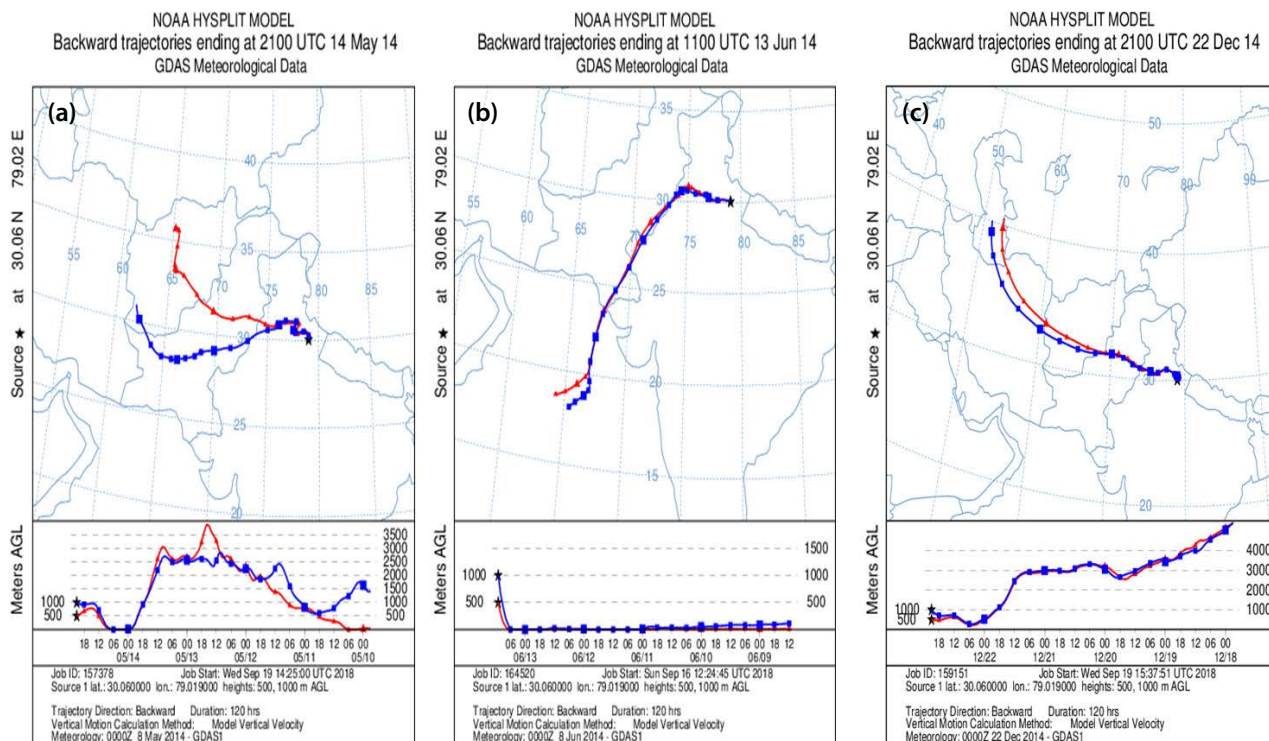 NOAA HYSPLIT MODEL
Backward trajectories ending at 2100 UTC 14 May 14
GDAS Meteorological Data
(a)
Source ★ at 30.06 N 79.02 E
40
35
55
60
65
70
75
80
85
30
25
20
Meters AGL
3500
3000
2500
2000
1500
1000
500
1000
500
18 12 06 00 18 12 06 00 18 12 06 00 18 12 06 00 18 12 06 00
05/14 05/13 05/12 05/11 05/10
Job ID: 157378 Job Start: Wed Sep 19 14:25:00 UTC 2018
Source 1 lat.: 30.060000 lon.: 79.019000 heights: 500, 1000 m AGL
Trajectory Direction: Backward Duration: 120 hrs
Vertical Motion Calculation Method: Model Vertical Velocity
Meteorology: 0000Z 8 May 2014 - GDAS1
NOAA HYSPLIT MODEL
Backward trajectories ending at 1100 UTC 13 Jun 14
GDAS Meteorological Data
(b)
Source ★ at 30.06 N 79.02 E
35
55
60
65
70
75
80
85
30
25
20
15
Meters AGL
1500
1000
500
1000
500
06 00 18 12 06 00 18 12 06 00 18 12 06 00 18 12 06 00 18 12
06/13 06/12 06/11 06/10 06/09
Job ID: 164520 Job Start: Sun Sep 16 12:24:45 UTC 2018
Source 1 lat.: 30.060000 lon.: 79.019000 heights: 500, 1000 m AGL
Trajectory Direction: Backward Duration: 120 hrs
Vertical Motion Calculation Method: Model Vertical Velocity
Meteorology: 0000Z 8 Jun 2014 - GDAS1
NOAA HYSPLIT MODEL
Backward trajectories ending at 2100 UTC 22 Dec 14
GDAS Meteorological Data
(c)
Source ★ at 30.06 N 79.02 E
40
50
50
60
70
80
90
40
30
20
Meters AGL
4000
3000
2000
1000
1000
500
18 12 06 00 18 12 06 00 18 12 06 00 18 12 06 00 18 12 06 00
12/22 12/21 12/20 12/19 12/18
Job ID: 159151 Job Start: Wed Sep 19 15:37:51 UTC 2018
Source 1 lat.: 30.060000 lon.: 79.019000 heights: 500, 1000 m AGL
Trajectory Direction: Backward Duration: 120 hrs
Vertical Motion Calculation Method: Model Vertical Velocity
Meteorology: 0000Z 22 Dec 2014 - GDAS1